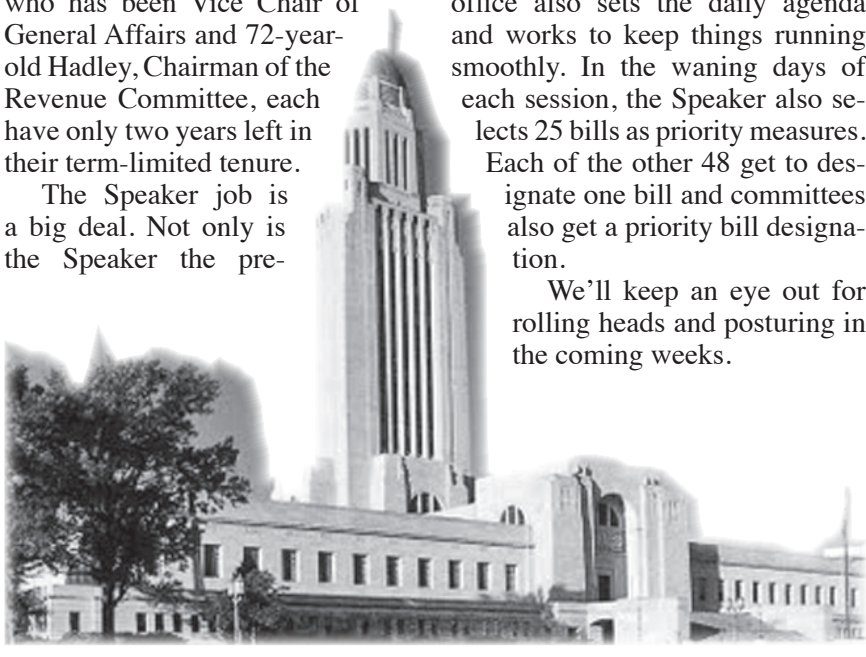 who has been Vice Chair of
General Affairs and 72-year-
old Hadley, Chairman of the
Revenue Committee, each
have only two years left in
their term-limited tenure.
The Speaker job is
a big deal. Not only is
the Speaker the pre-
office also sets the daily agenda
and works to keep things running
smoothly. In the waning days of
each session, the Speaker also se-
lects 25 bills as priority measures.
Each of the other 48 get to des-
ignate one bill and committees
also get a priority bill designa-
tion.
We’ll keep an eye out for
rolling heads and posturing in
the coming weeks.